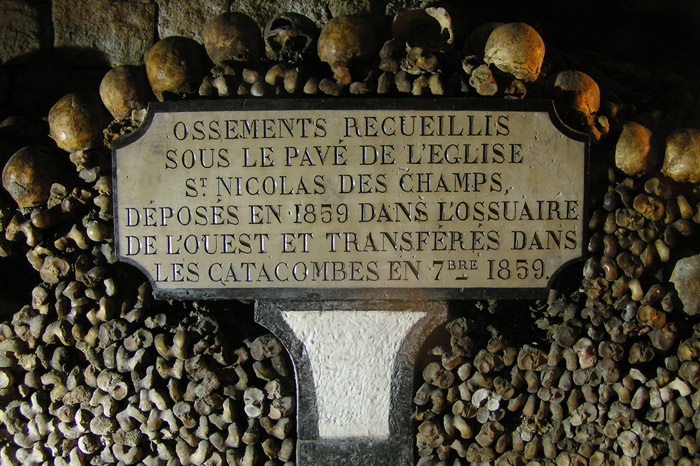 OSSEMENTS RECUEILLIS
SOUS LE PAVÉ DE L'EGLISE
ST NICOLAS DES CHAMPS,
DÉPOSÉS EN 1859 DANS L'OSSUAIRE
DE L'OUEST ET TRANSFÉRÉS DANS
LES CATACOMBES EN 7BRE 1859.